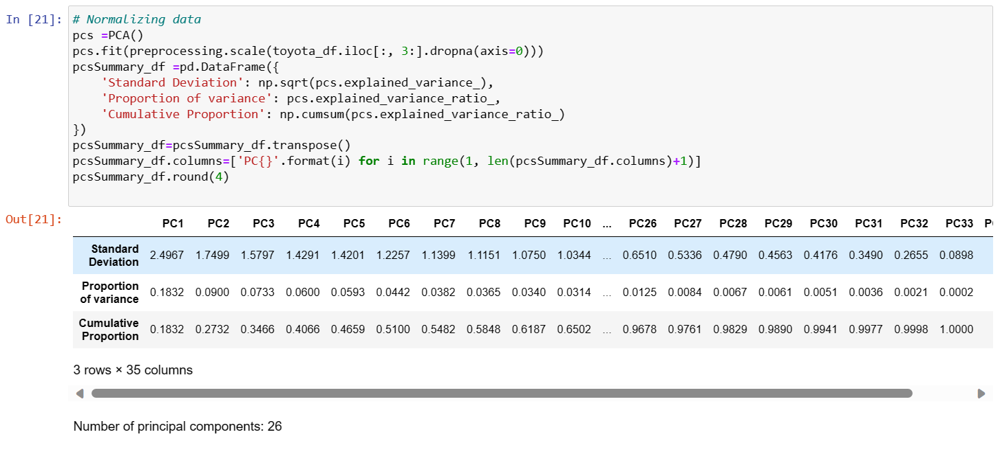 In [21]:
# Normalizing data
pcs =PCA()
pcs.fit(preprocessing.scale(toyota_df.iloc[:, 3:].dropna(axis=0)))
pcsSummary_df =pd.DataFrame({
    'Standard Deviation': np.sqrt(pcs.explained_variance_),
    'Proportion of variance': pcs.explained_variance_ratio_,
    'Cumulative Proportion': np.cumsum(pcs.explained_variance_ratio_)
})
pcsSummary_df=pcsSummary_df.transpose()
pcsSummary_df.columns=['PC{}'.format(i) for i in range(1, len(pcsSummary_df.columns)+1)]
pcsSummary_df.round(4)
Out[21]:
PC1 PC2 PC3 PC4 PC5 PC6 PC7 PC8 PC9 PC10 ... PC26 PC27 PC28 PC29 PC30 PC31 PC32 PC33
Standard Deviation 2.4967 1.7499 1.5797 1.4291 1.4201 1.2257 1.1399 1.1151 1.0750 1.0344 ... 0.6510 0.5336 0.4790 0.4563 0.4176 0.3490 0.2655 0.0898
Proportion of variance 0.1832 0.0900 0.0733 0.0600 0.0593 0.0442 0.0382 0.0365 0.0340 0.0314 ... 0.0125 0.0084 0.0067 0.0061 0.0051 0.0036 0.0021 0.0002
Cumulative Proportion 0.1832 0.2732 0.3466 0.4066 0.4659 0.5100 0.5482 0.5848 0.6187 0.6502 ... 0.9678 0.9761 0.9829 0.9890 0.9941 0.9977 0.9998 1.0000
3 rows × 35 columns
Number of principal components: 26